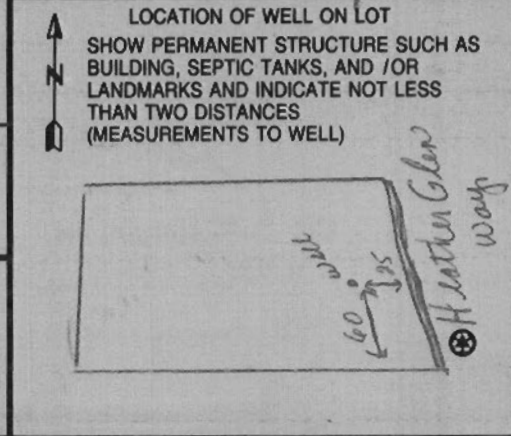 LOCATION OF WELL ON LOT
SHOW PERMANENT STRUCTURE SUCH AS
BUILDING, SEPTIC TANKS, AND /OR
LANDMARKS AND INDICATE NOT LESS
THAN TWO DISTANCES
(MEASUREMENTS TO WELL)
N
Heather Glen
Way
well
25
60